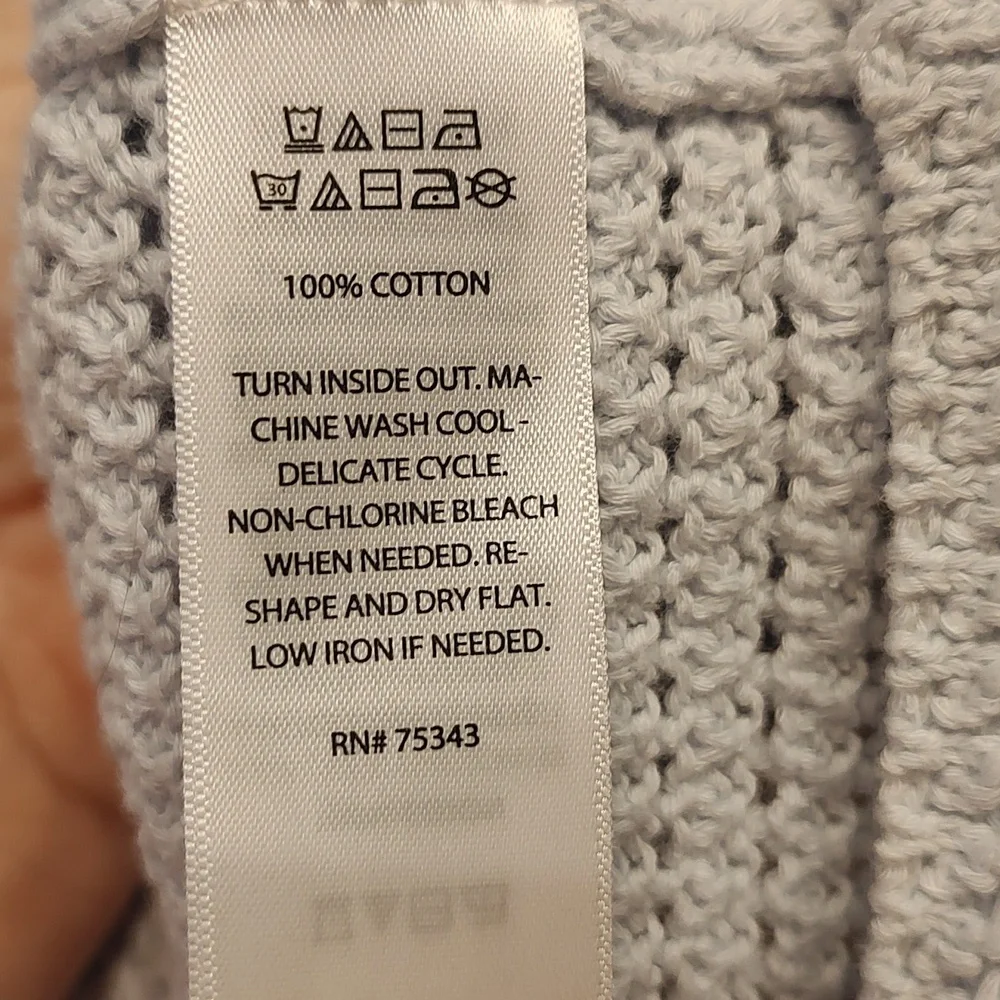 30
100% COTTON
TURN INSIDE OUT. MA-
CHINE WASH COOL -
DELICATE CYCLE.
NON-CHLORINE BLEACH
WHEN NEEDED. RE-
SHAPE AND DRY FLAT.
LOW IRON IF NEEDED.
RN# 75343